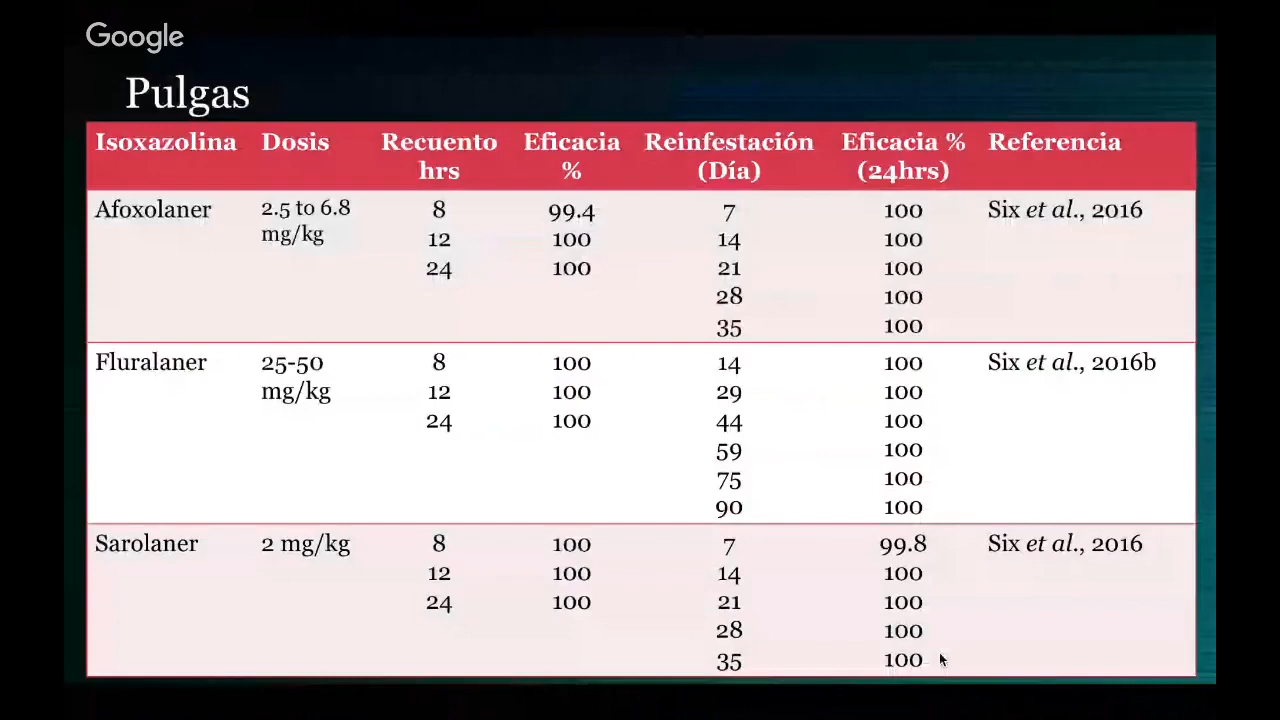 Google
Pulgas
Isoxazolina Dosis Recuento hrs Eficacia % Reinfestación (Día) Eficacia % (24hrs) Referencia
Afoxolaner 2.5 to 6.8 8 99.4 7 100 Six et al., 2016
mg/kg 12 100 14 100
24 100 21 100
28 100
35 100
Fluralaner 25-50 8 100 14 100 Six et al., 2016b
mg/kg 12 100 29 100
24 100 44 100
59 100
75 100
90 100
Sarolaner 2 mg/kg 8 100 7 99.8 Six et al., 2016
12 100 14 100
24 100 21 100
28 100
35 100